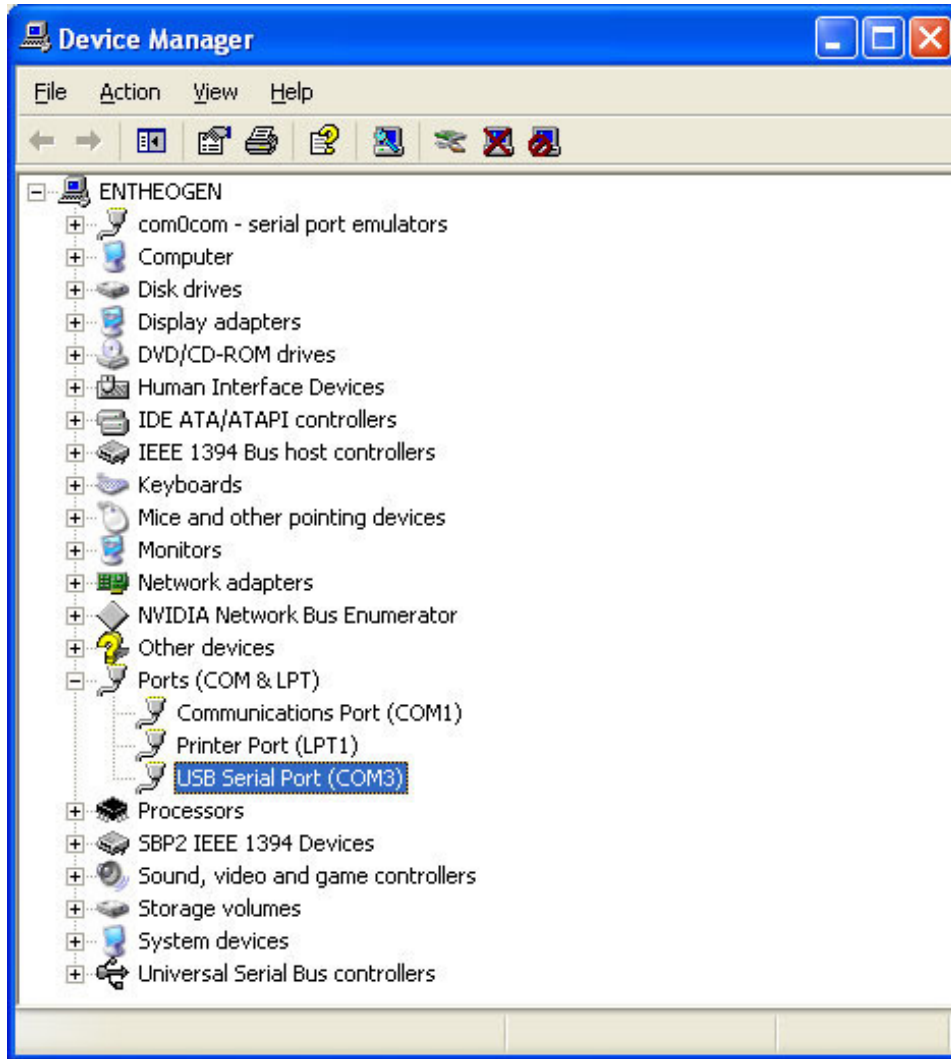 Device Manager
File Action View Help
ENTHEOGEN
com0com - serial port emulators
Computer
Disk drives
Display adapters
DVD/CD-ROM drives
Human Interface Devices
IDE ATA/ATAPI controllers
IEEE 1394 Bus host controllers
Keyboards
Mice and other pointing devices
Monitors
Network adapters
NVIDIA Network Bus Enumerator
Other devices
Ports (COM & LPT)
Communications Port (COM1)
Printer Port (LPT1)
USB Serial Port (COM3)
Processors
SBP2 IEEE 1394 Devices
Sound, video and game controllers
Storage volumes
System devices
Universal Serial Bus controllers